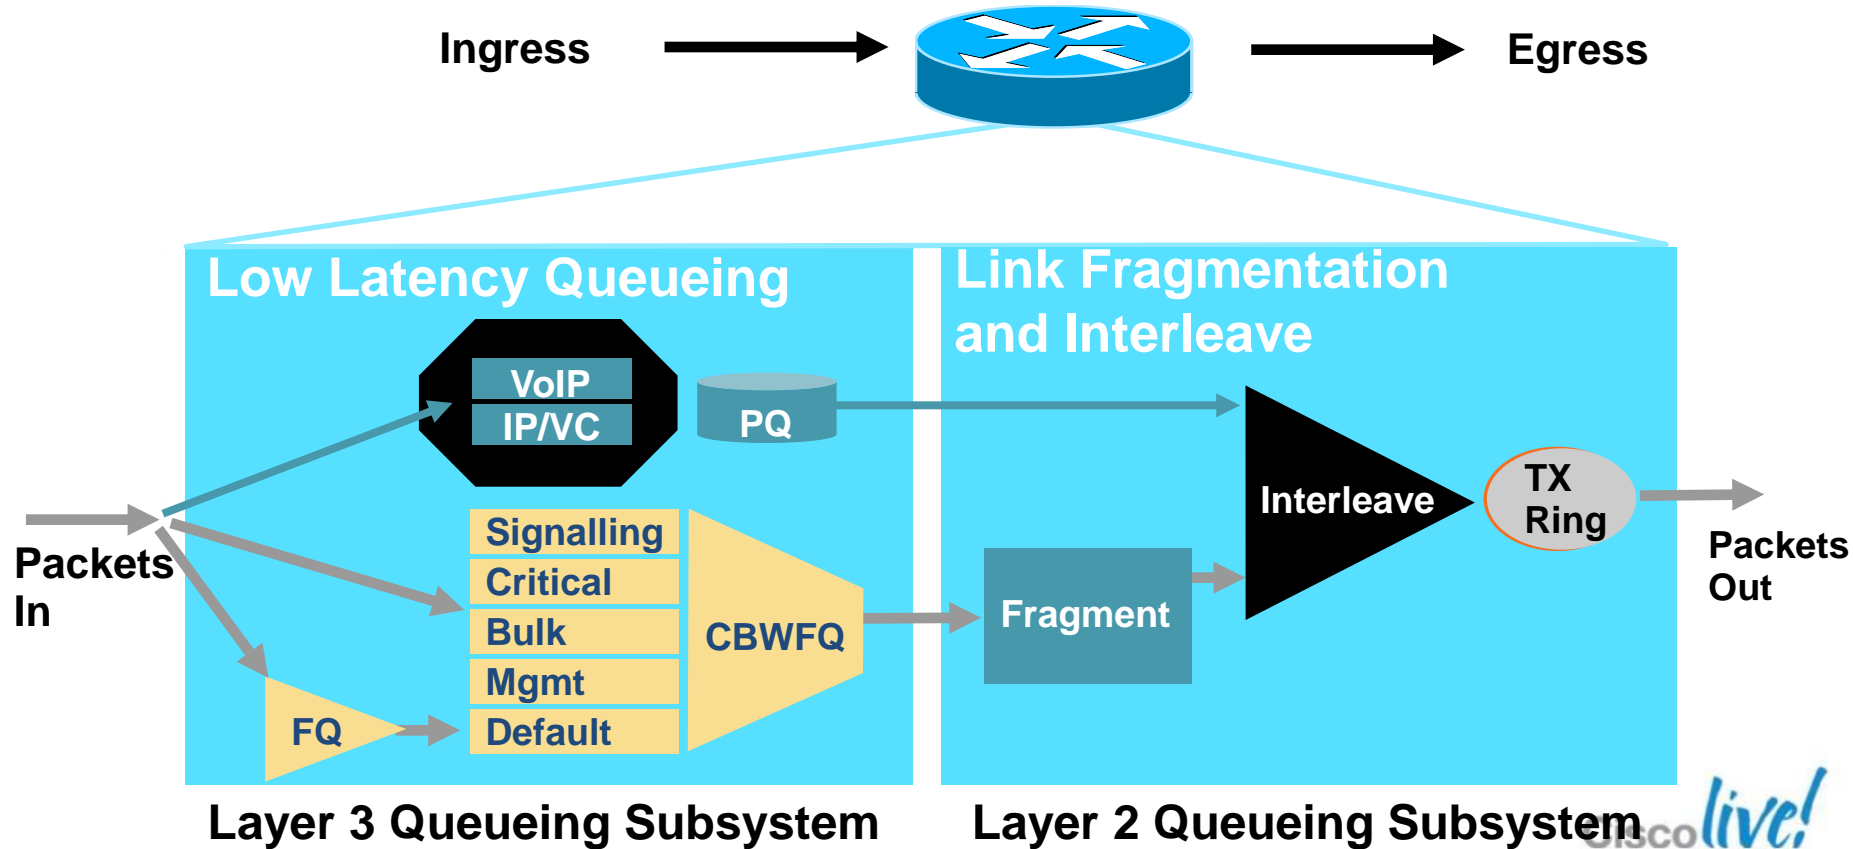 Ingress
Egress
Low Latency Queueing
Link Fragmentation
and Interleave
VoIP
IP/VC
PQ
Interleave
TX
Ring
Packets
In
Signalling
Critical
Bulk
Mgmt
Default
CBWFQ
FQ
Fragment
Packets
Out
Layer 3 Queueing Subsystem
Layer 2 Queueing Subsystem
Cisco live!